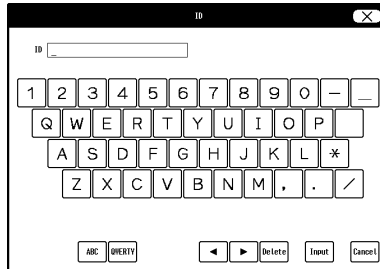 ID
ID _
1 2 3 4 5 6 7 8 9 0 - _
Q W E R T Y U I O P
A S D F G H J K L *
Z X C V B N M , . /
ABC QWERTY ◄ ► Delete Input Cancel